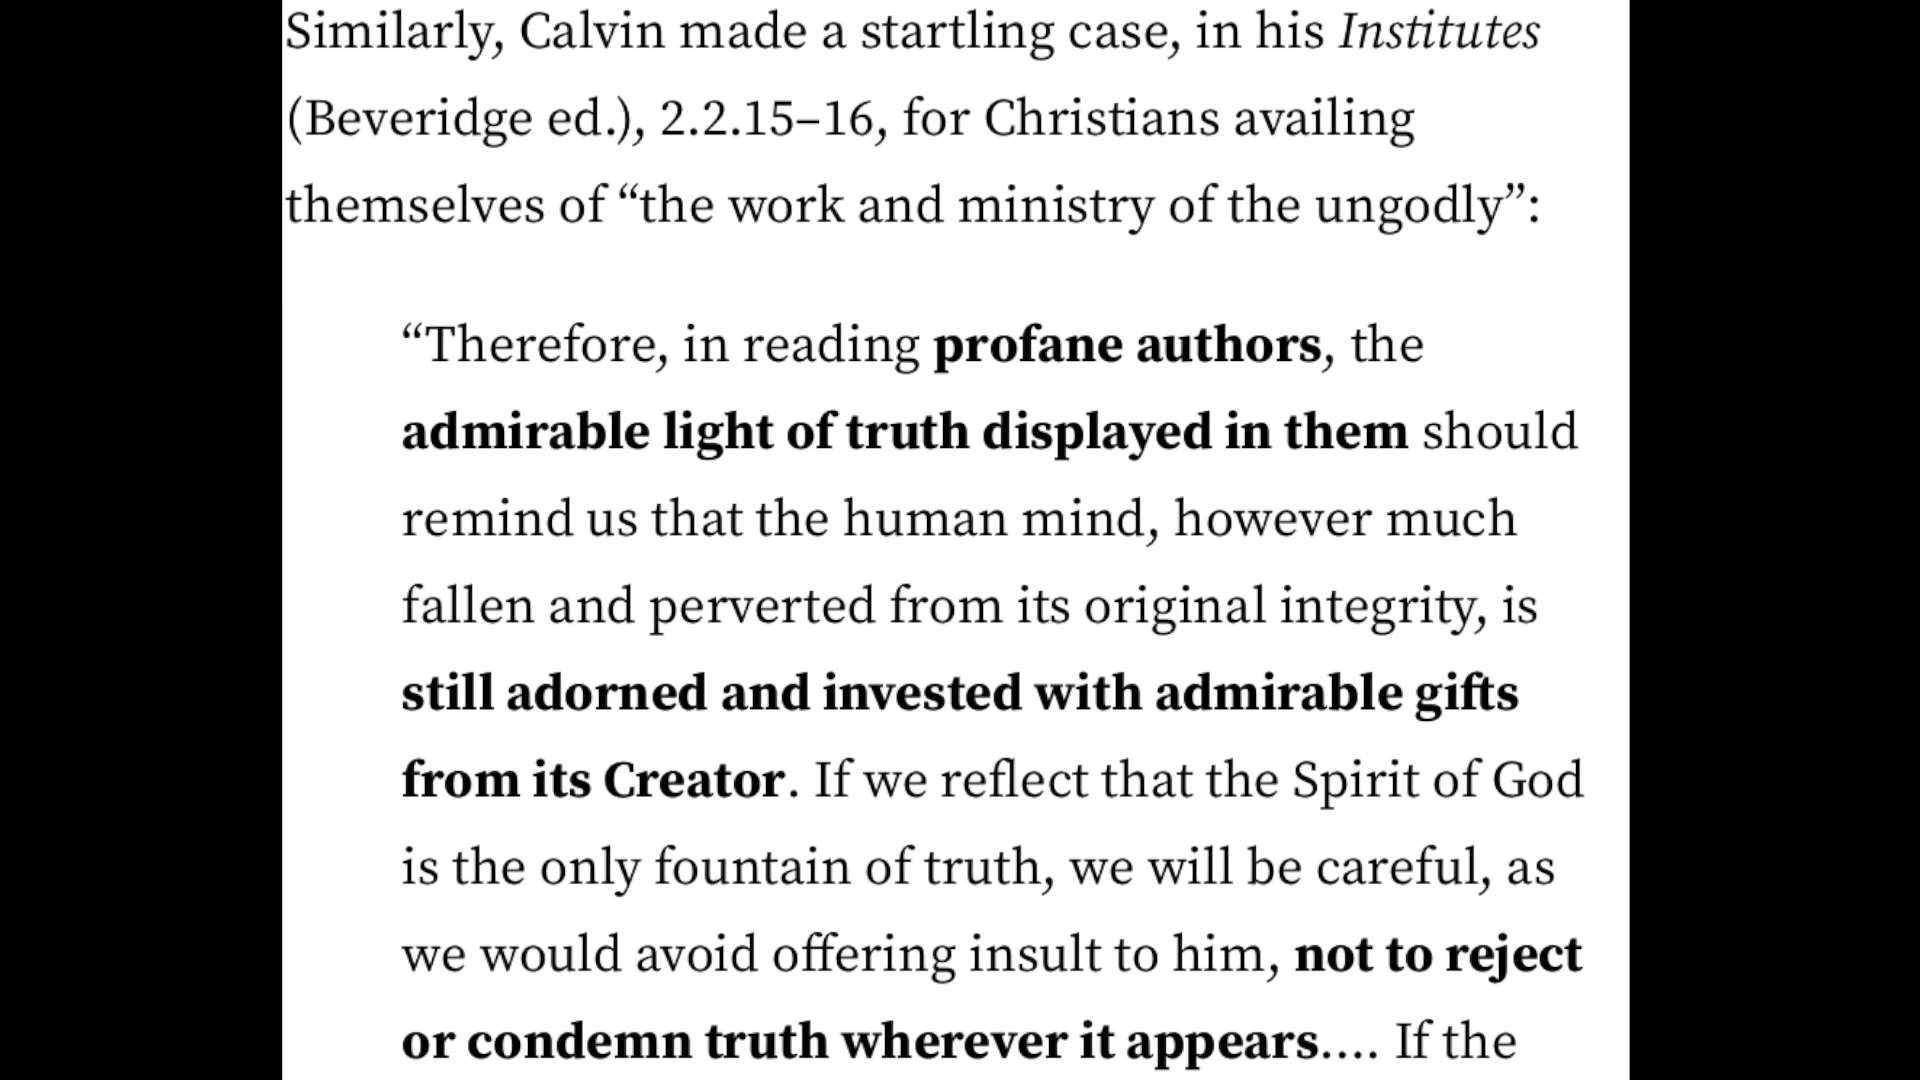 Similarly, Calvin made a startling case, in his Institutes
(Beveridge ed.), 2.2.15–16, for Christians availing
themselves of “the work and ministry of the ungodly”:
“Therefore, in reading profane authors, the
admirable light of truth displayed in them should
remind us that the human mind, however much
fallen and perverted from its original integrity, is
still adorned and invested with admirable gifts
from its Creator. If we reflect that the Spirit of God
is the only fountain of truth, we will be careful, as
we would avoid offering insult to him, not to reject
or condemn truth wherever it appears.... If the